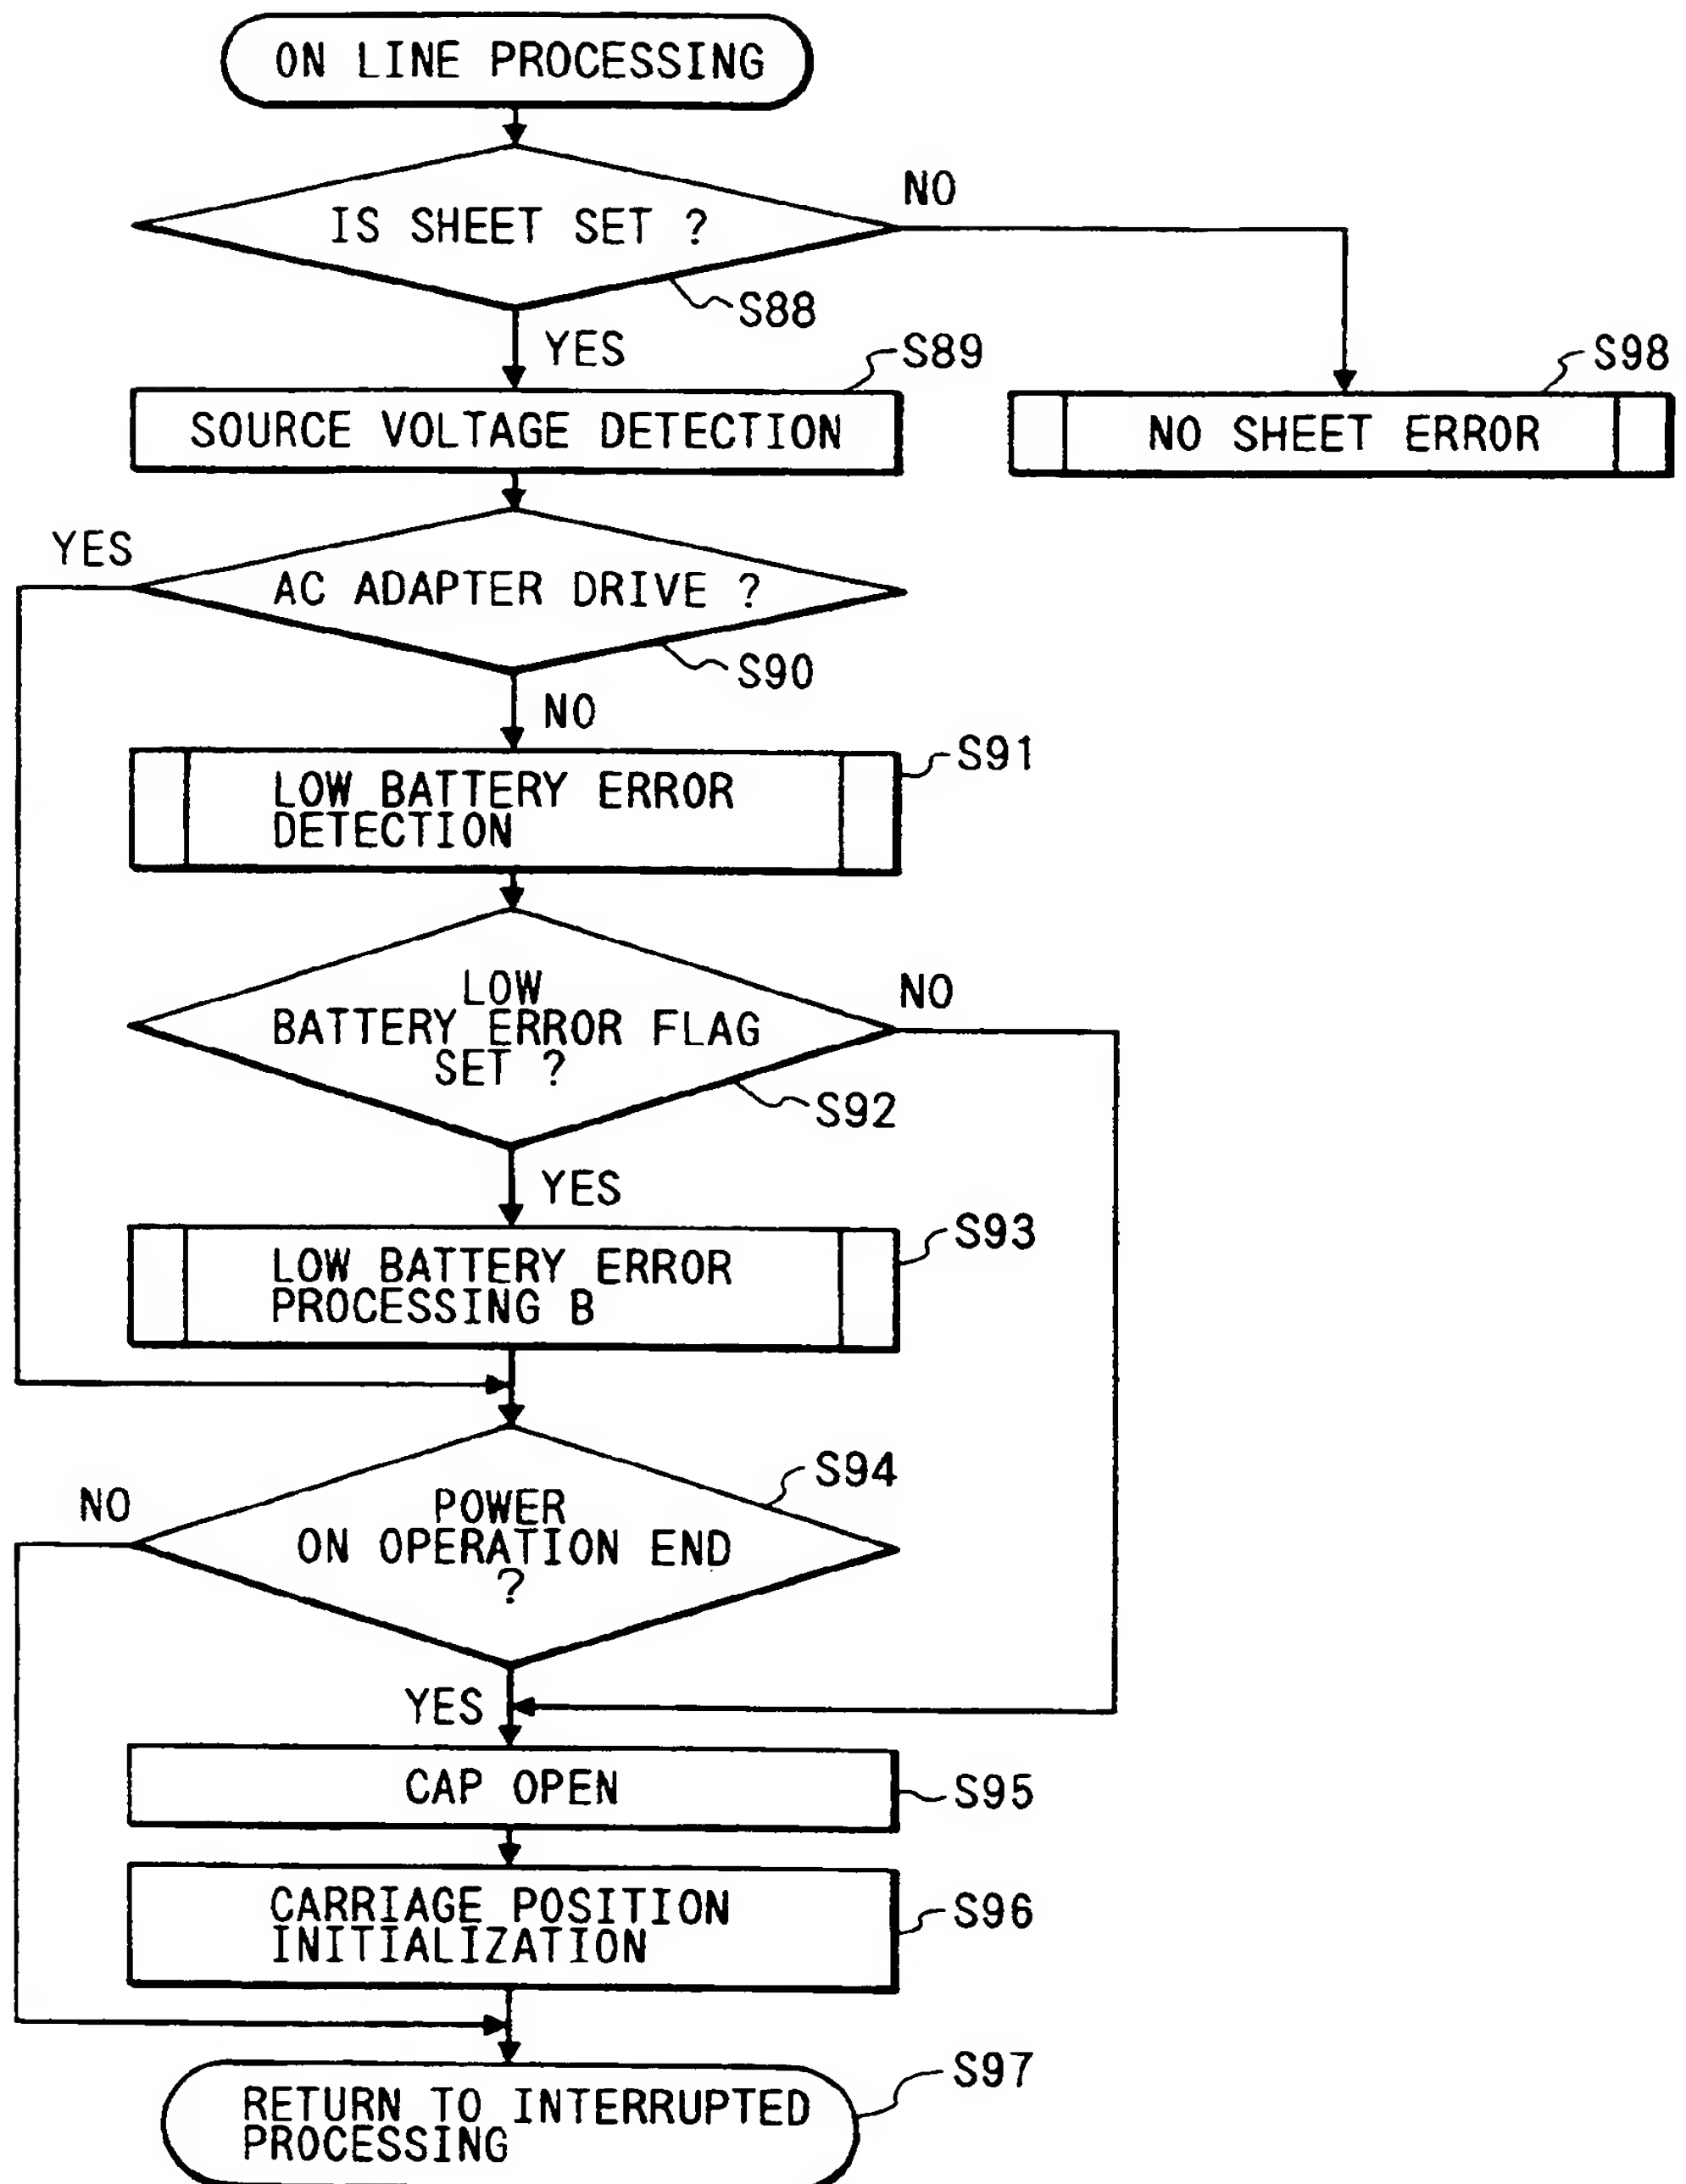 ON LINE PROCESSING
NO
IS SHEET SET ?
S88
YES
S89
S98
SOURCE VOLTAGE DETECTION
NO SHEET ERROR
YES
AC ADAPTER DRIVE ?
S90
NO
S91
LOW BATTERY ERROR
DETECTION
LOW
NO
BATTERY ERROR FLAG
SET ?
S92
YES
S93
LOW BATTERY ERROR
PROCESSING B
S94
NO
POWER
ON OPERATION END
?
YES
CAP OPEN
S95
CARRIAGE POSITION
S96
INITIALIZATION
S97
RETURN TO INTERRUPTED
PROCESSING